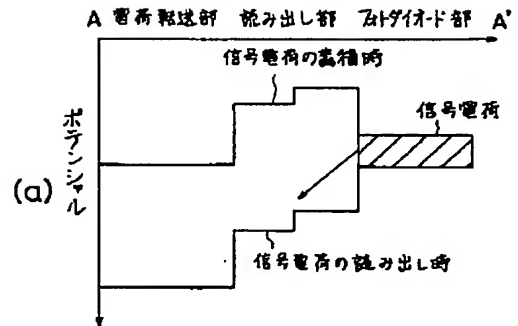 A 電荷転送部 読み出し部 フォトダイオード部 A'
信号電荷の蓄積時
信号電荷
ポテンシャル
(a)
信号電荷の読み出し時